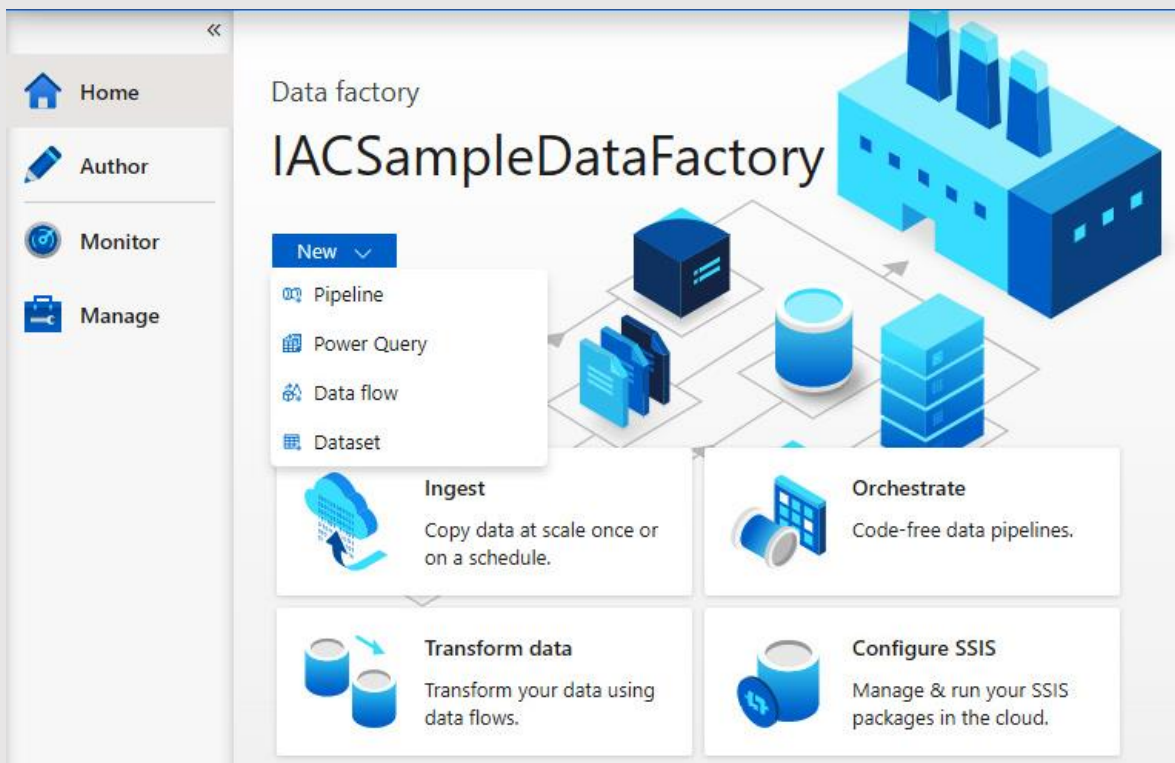 «
Home
Author
Monitor
Manage
Data factory
IACSampleDataFactory
New
Pipeline
Power Query
Data flow
Dataset
Ingest
Copy data at scale once or
on a schedule.
Orchestrate
Code-free data pipelines.
Transform data
Transform your data using
data flows.
Configure SSIS
Manage & run your SSIS
packages in the cloud.